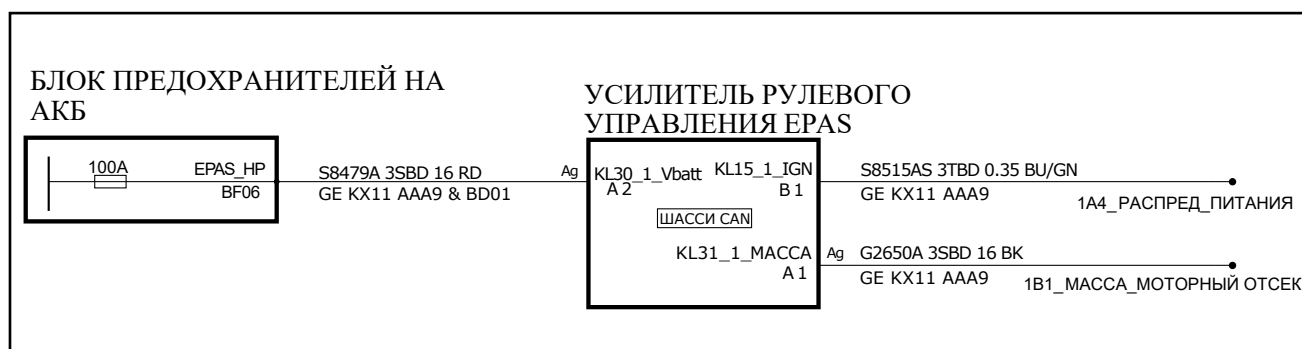 БЛОК ПРЕДОХРАНИТЕЛЕЙ НА
АКБ
100A
EPAS_HP
BF06
S8479A 3SBD 16 RD
GE KX11 AAA9 & BD01
Ag
УСИЛИТЕЛЬ РУЛЕВОГО
УПРАВЛЕНИЯ EPAS
KL30_1_Vbatt
A 2
KL15_1_IGN
B 1
ШАССИ CAN
KL31_1_МАССА
A 1
S8515AS 3TBD 0.35 BU/GN
GE KX11 AAA9
1A4_РАСПРЕД_ПИТАНИЯ
Ag
G2650A 3SBD 16 BK
GE KX11 AAA9
1B1_МАССА_МОТОРНЫЙ ОТСЕК